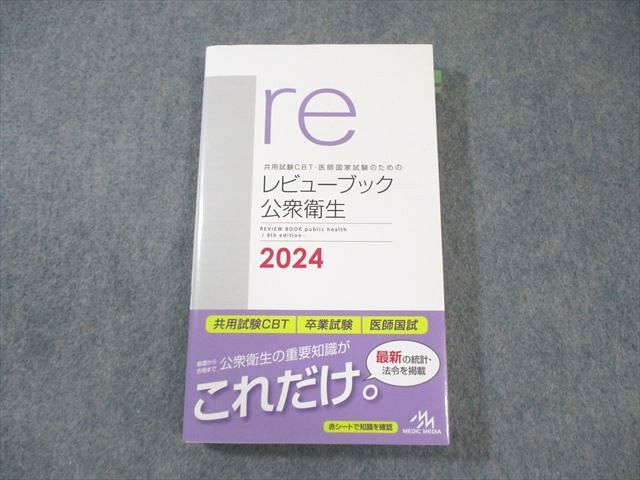 re
共用試験CBT・医師国家試験のための
レビューブック
公衆衛生
REVIEW BOOK public health
/ 9th edition
2024
共用試験CBT 卒業試験 医師国試
基礎から
合格まで
公衆衛生の重要知識が
これだけ。
最新の統計・
法令を掲載
赤シートで知識を確認
MEDIC MEDIA